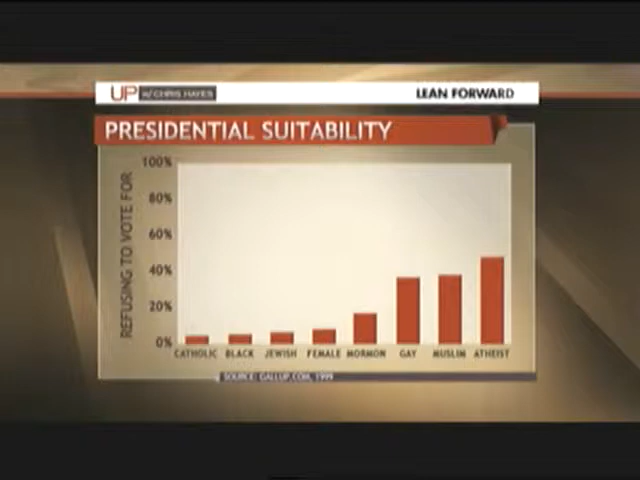 UP w/ CHRIS HAYES
LEAN FORWARD
PRESIDENTIAL SUITABILITY
REFUSING TO VOTE FOR
100%
80%
60%
40%
20%
0%
CATHOLIC BLACK JEWISH FEMALE MORMON GAY MUSLIM ATHEIST
SOURCE: GALLUP.COM, 1999